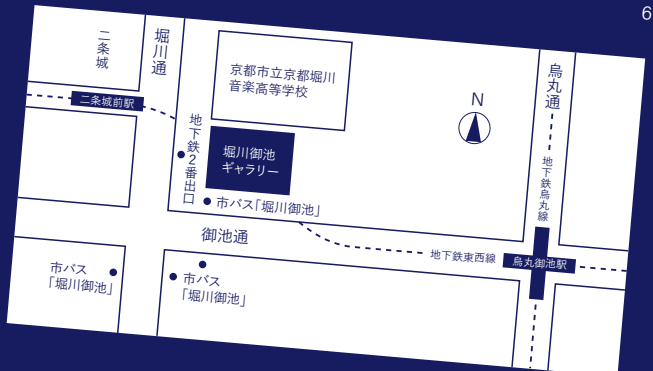 6
二条城
堀川通
京都市立京都堀川
音楽高等学校
N
烏丸通
二条城前駅
地下鉄2番出口
堀川御池
ギャラリー
地下鉄烏丸線
市バス「堀川御池」
御池通
地下鉄東西線
烏丸御池駅
市バス
「堀川御池」
市バス
「堀川御池」